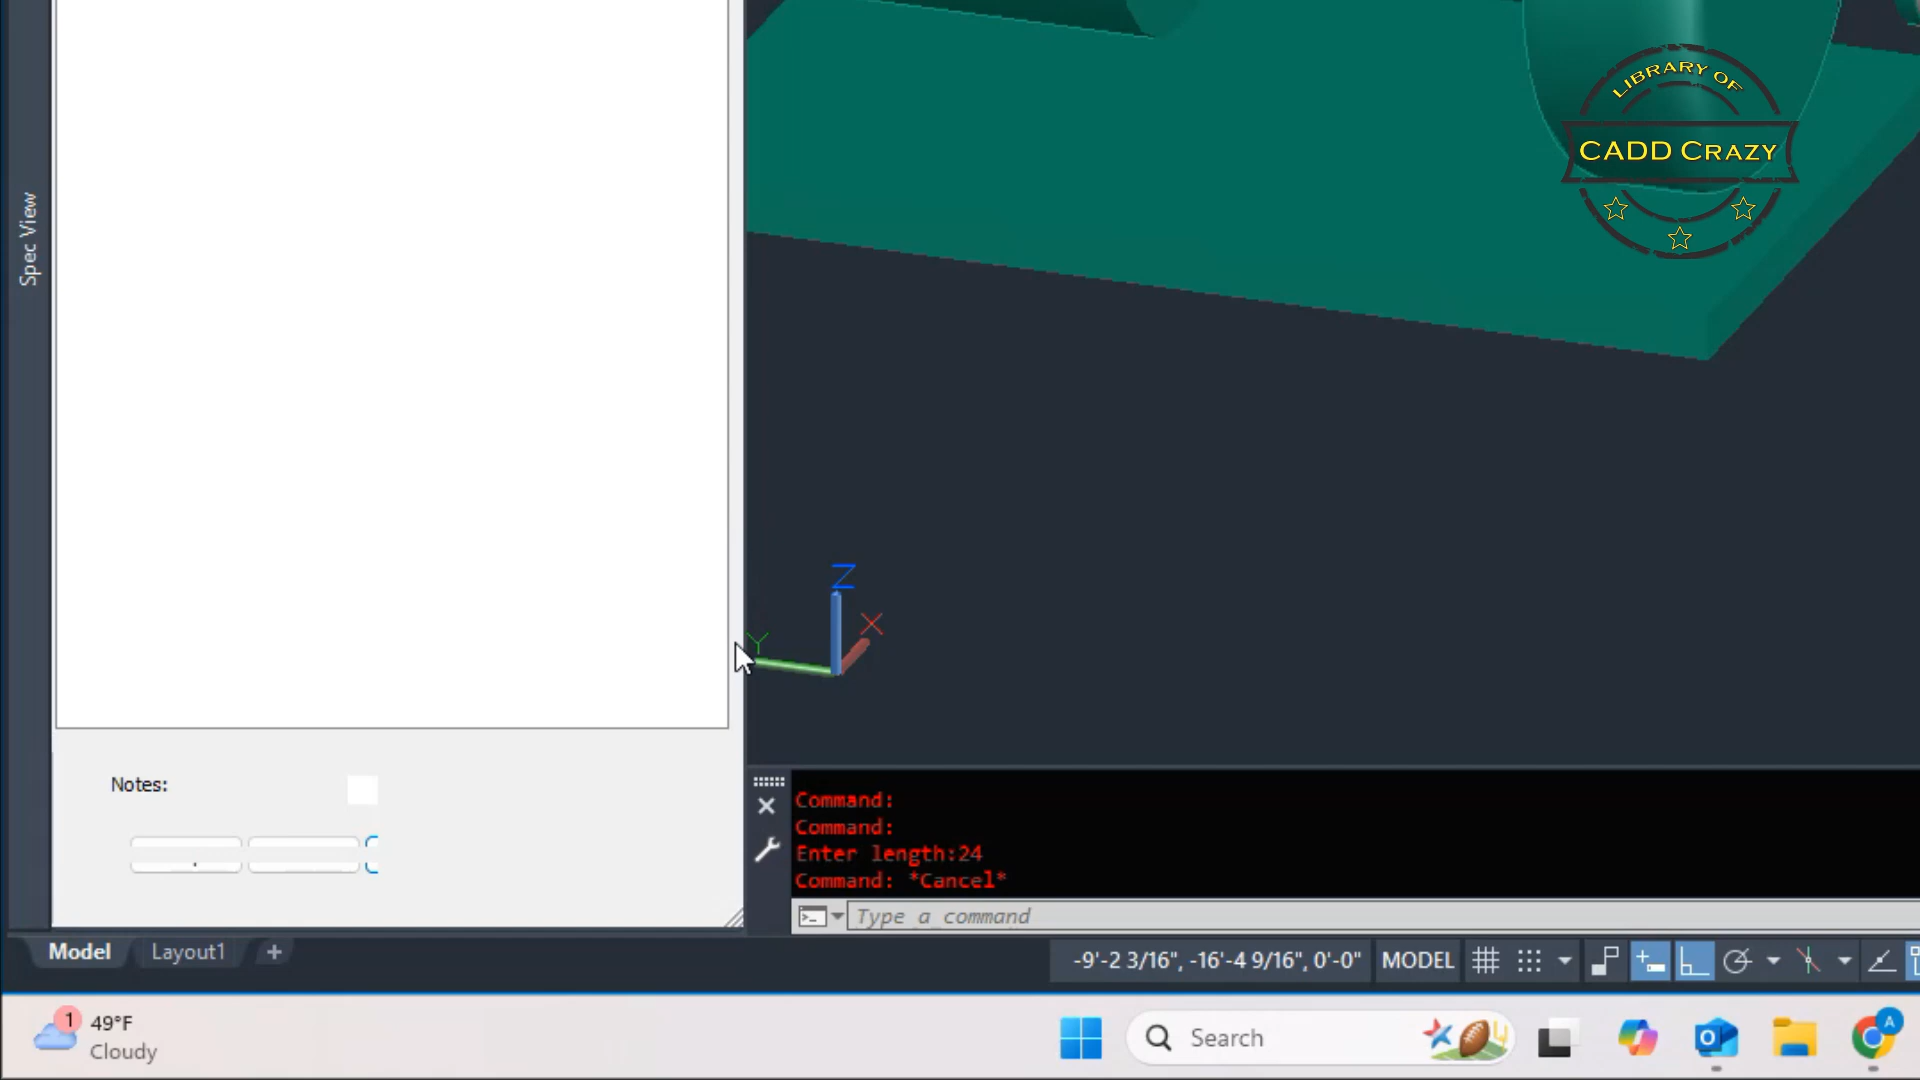 LIBRARY OF
CADD CRAZY
Spec View
Z
X
Y
Notes:
Command:
Command:
Enter length:24
Command: *Cancel*
Type a command
Model
Layout1
+
-9'-2 3/16", -16'-4 9/16", 0'-0"
MODEL
1
49°F
Cloudy
Search
A